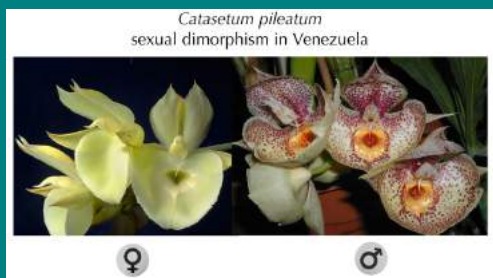 Catasetum pileatum
sexual dimorphism in Venezuela
♀ ♂